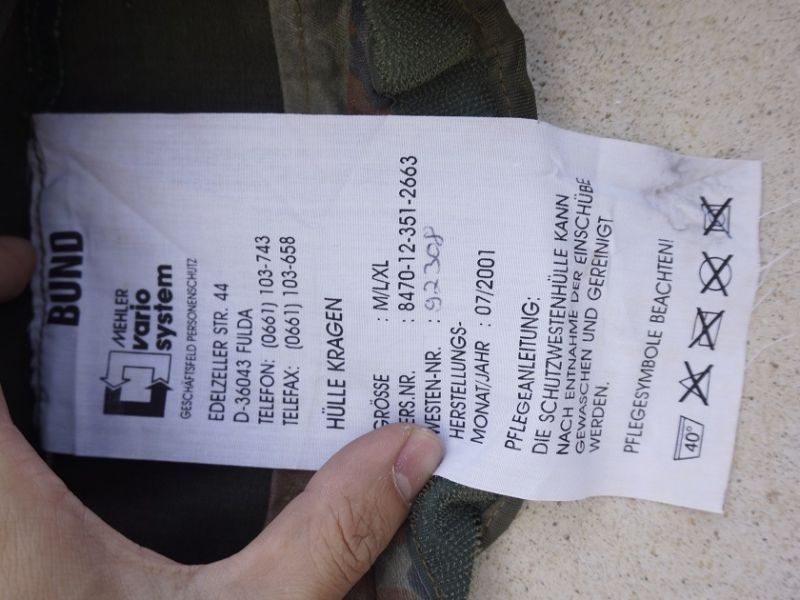 BUND
MEHLER
vario
system
GESCHÄFTSFELD PERSONENSCHUTZ
EDELZELLER STR. 44
D-36043 FULDA
TELEFON: (0661) 103-743
TELEFAX: (0661) 103-658
HÜLLE KRAGEN
GRÖSSE : M/L/XL
ERS.NR. : 8470-12-351-2663
WESTEN-NR. : 92308
HERSTELLUNGS-
MONAT/JAHR : 07/2001
PFLEGEANLEITUNG:
DIE SCHUTZWESTENHÜLLE KANN
NACH ENTNAHME DER EINSCHÜBE
GEWASCHEN UND GEREINIGT
WERDEN.
PFLEGESYMBOLE BEACHTEN!
40°